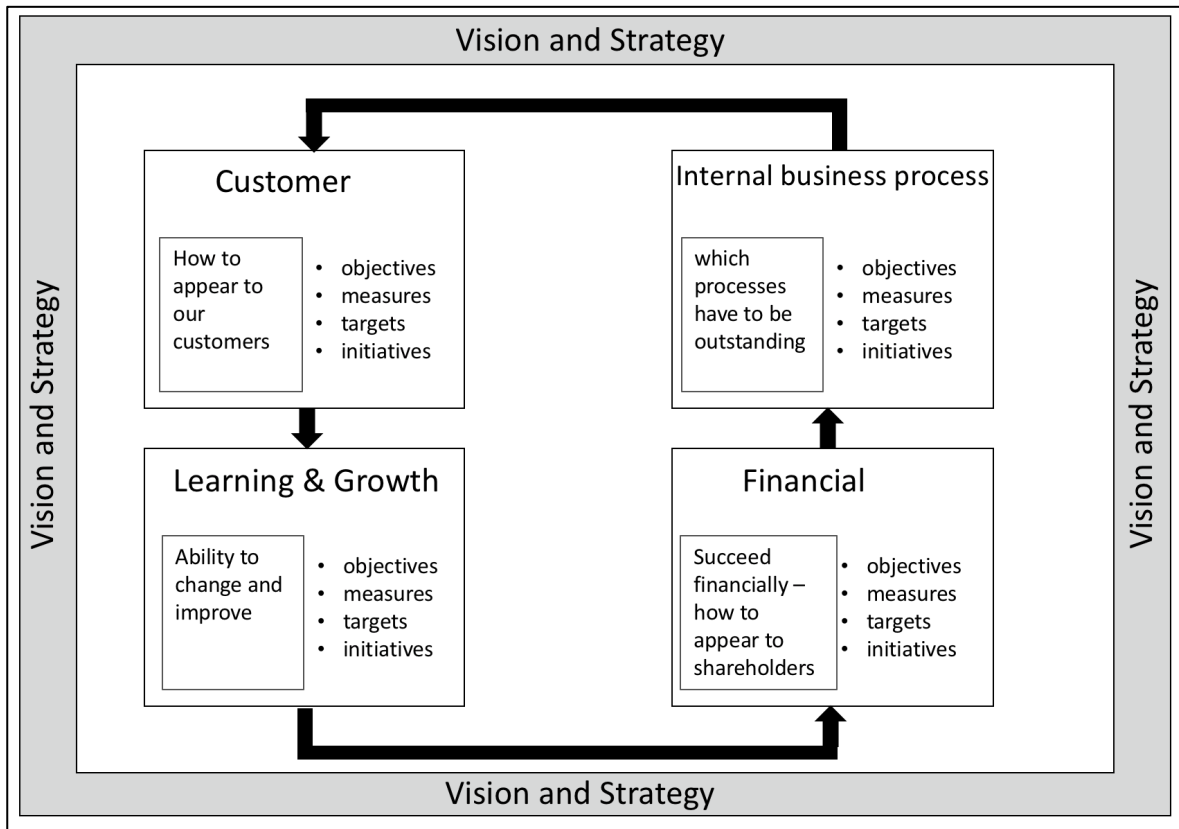 Vision and Strategy
Vision and Strategy
Customer
How to
appear to
our
customers
• objectives
• measures
• targets
• initiatives
Internal business process
which
processes
have to be
outstanding
• objectives
• measures
• targets
• initiatives
Learning & Growth
Ability to
change and
improve
• objectives
• measures
• targets
• initiatives
Financial
Succeed
financially –
how to
appear to
shareholders
• objectives
• measures
• targets
• initiatives
Vision and Strategy
Vision and Strategy